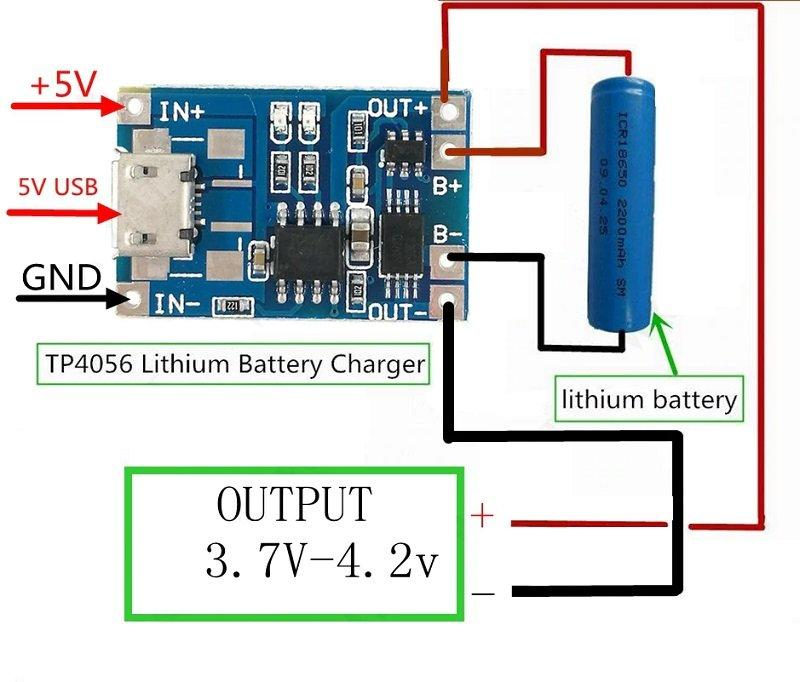 +5V
IN+
OUT+
5V USB
B+
B-
GND
IN-
OUT-
TP4056 Lithium Battery Charger
ICR18650 2200mAh SM
09.04.25
lithium battery
OUTPUT
3.7V-4.2v
+
-
122